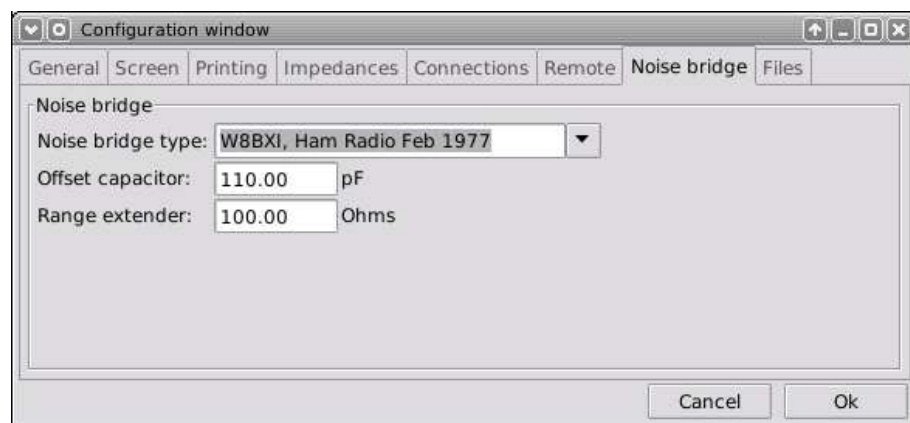 Configuration window
General Screen Printing Impedances Connections Remote Noise bridge Files
Noise bridge
Noise bridge type: W8BXI, Ham Radio Feb 1977
Offset capacitor: 110.00 pF
Range extender: 100.00 Ohms
Cancel Ok